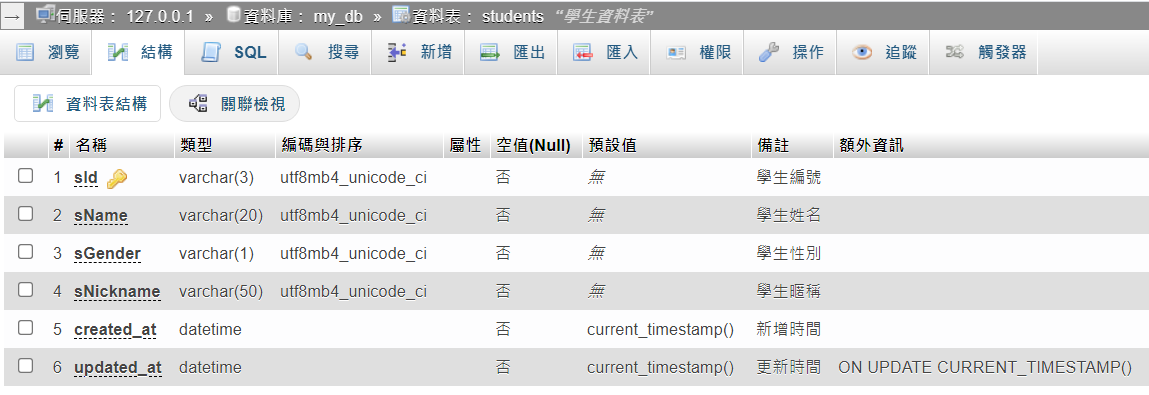 → 伺服器： 127.0.0.1 » 資料庫： my_db » 資料表： students “學生資料表”
瀏覽 結構 SQL 搜尋 新增 匯出 匯入 權限 操作 追蹤 觸發器
資料表結構 關聯檢視
# 名稱 類型 編碼與排序 屬性 空值(Null) 預設值 備註 額外資訊
1 sId varchar(3) utf8mb4_unicode_ci 否 無 學生編號
2 sName varchar(20) utf8mb4_unicode_ci 否 無 學生姓名
3 sGender varchar(1) utf8mb4_unicode_ci 否 無 學生性別
4 sNickname varchar(50) utf8mb4_unicode_ci 否 無 學生暱稱
5 created_at datetime 否 current_timestamp() 新增時間
6 updated_at datetime 否 current_timestamp() 更新時間 ON UPDATE CURRENT_TIMESTAMP()